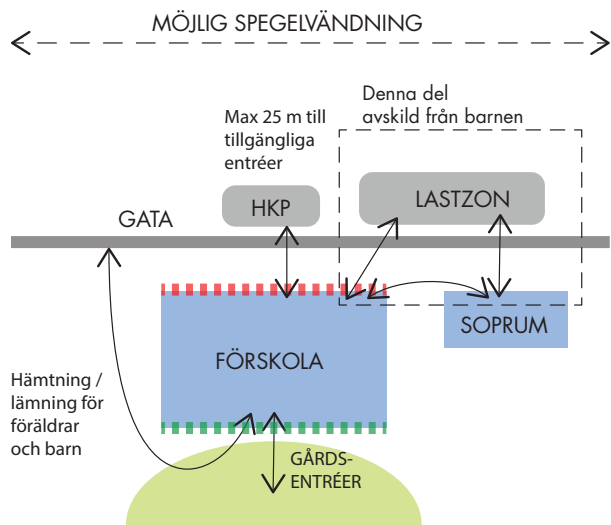 MÖJLIG SPEGELVÄNDNING
Max 25 m till
tillgängliga
entréer
Denna del
avskild från barnen
HKP
LASTZON
GATA
FÖRSKOLA
SOPRUM
Hämtning /
lämning för
föräldrar
och barn
GÅRDS-
ENTRÉER